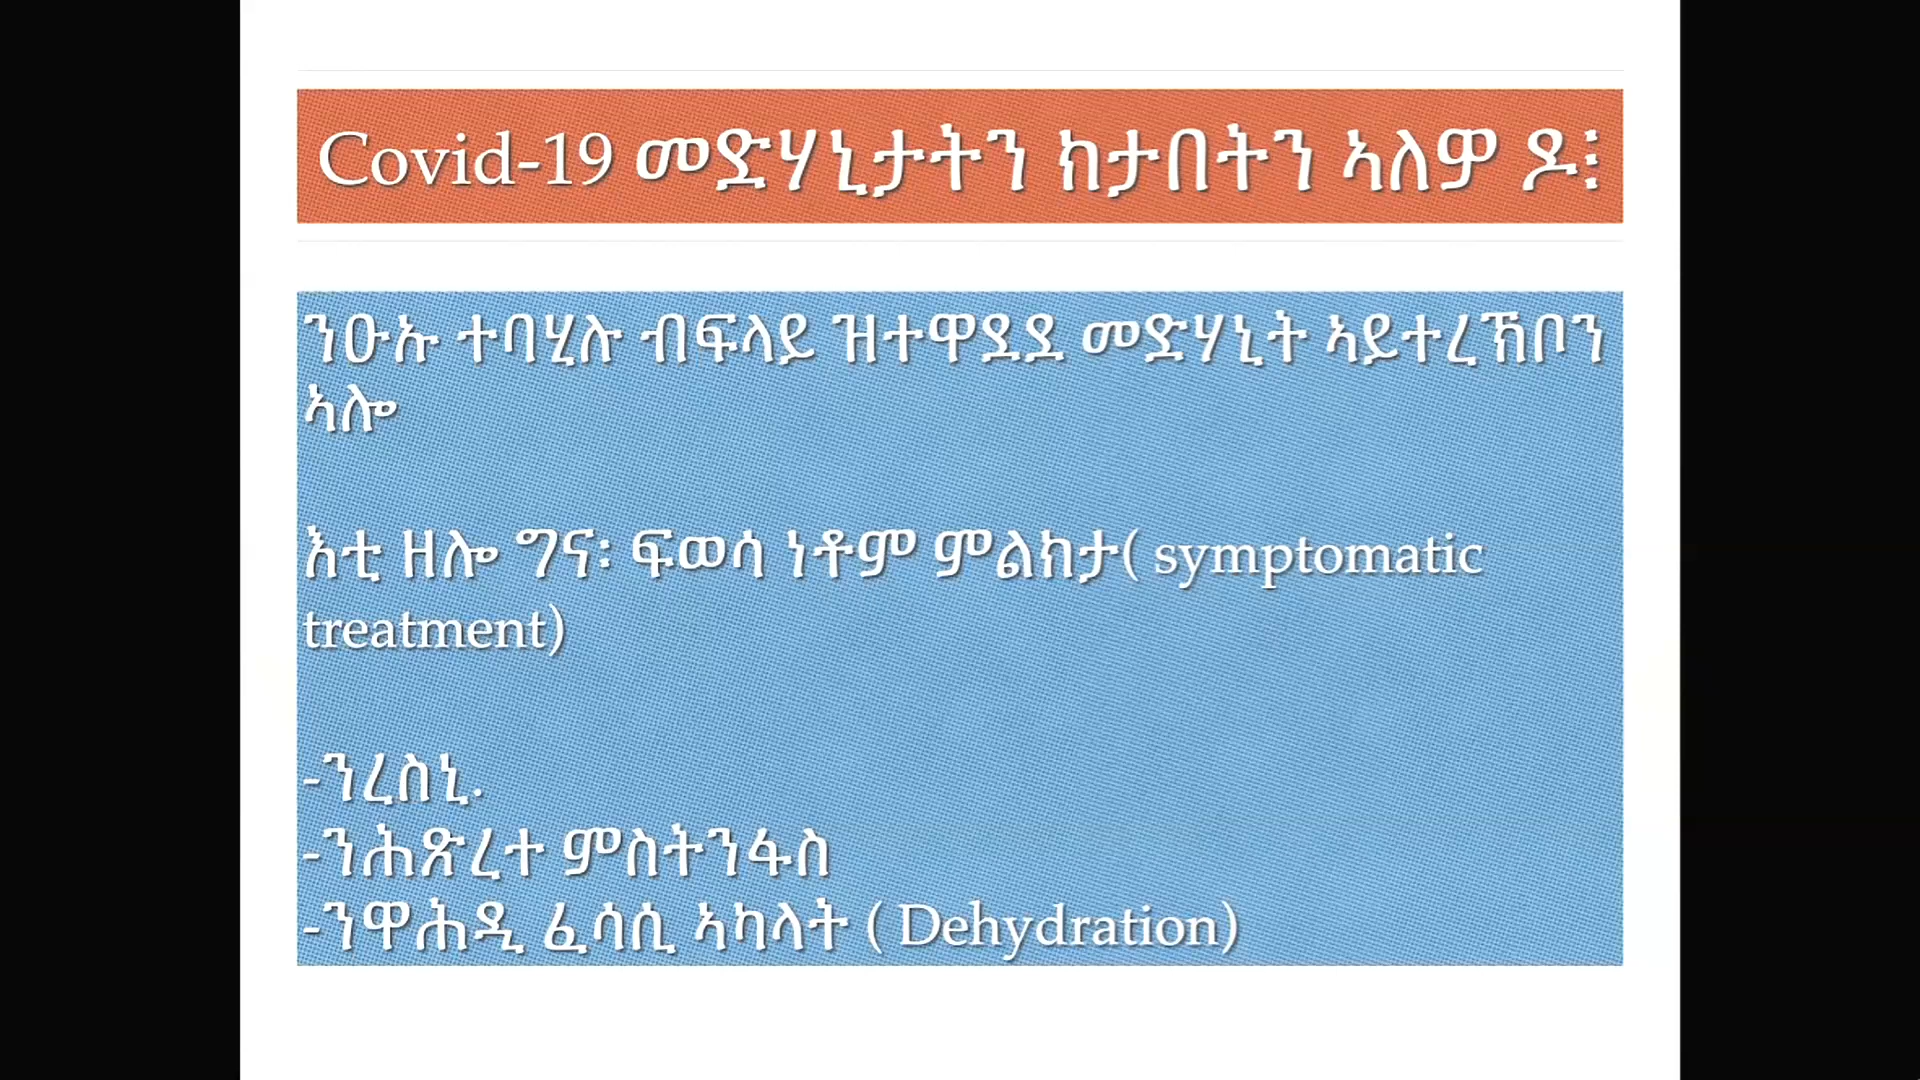 Covid-19 መድሃኒታትን ክታበትን ኣለዎ ዶ፧
ንዑኡ ተባሂሉ ብፍላይ ዝተዋደደ መድሃኒት ኣይተረኽቦን
ኣሎ
እቲ ዘሎ ግና፡ ፍወሳ ነቶም ምልክታ( symptomatic
treatment)
-ንረስኒ.
-ንሕጽረተ ምስትንፋስ
-ንዋሕዲ ፈሳሲ ኣካላት ( Dehydration)